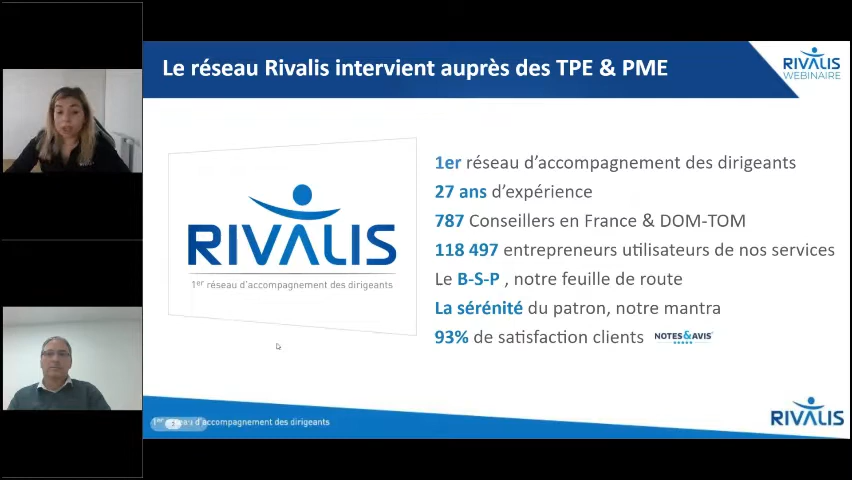 Le réseau Rivalis intervient auprès des TPE & PME
RIVALIS
WEBINAIRE
RIVALIS
1er réseau d'accompagnement des dirigeants
1er réseau d'accompagnement des dirigeants
27 ans d'expérience
787 Conseillers en France & DOM-TOM
118 497 entrepreneurs utilisateurs de nos services
Le B-S-P , notre feuille de route
La sérénité du patron, notre mantra
93% de satisfaction clients NOTES&AVIS
1er réseau d'accompagnement des dirigeants
RIVALIS